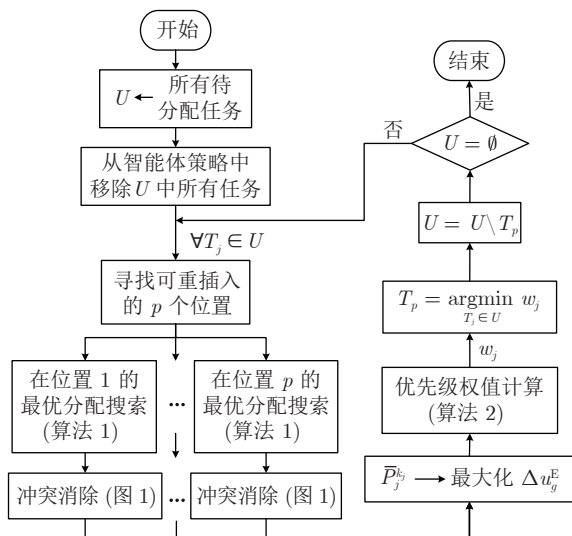 开始
U ← 所有待
分配任务
从智能体策略中
移除 U 中所有任务
∀T_j ∈ U
寻找可重插入
的 p 个位置
在位置 1 的
最优分配搜索
(算法 1)
...
在位置 p 的
最优分配搜索
(算法 1)
冲突消除 (图 1)
...
冲突消除 (图 1)
结束
是
否
U = ∅
U = U\T_p
T_p = argmin w_j
T_j ∈ U
w_j
优先级权值计算
(算法 2)
P̄_j^{k_j} → 最大化 Δu_g^E